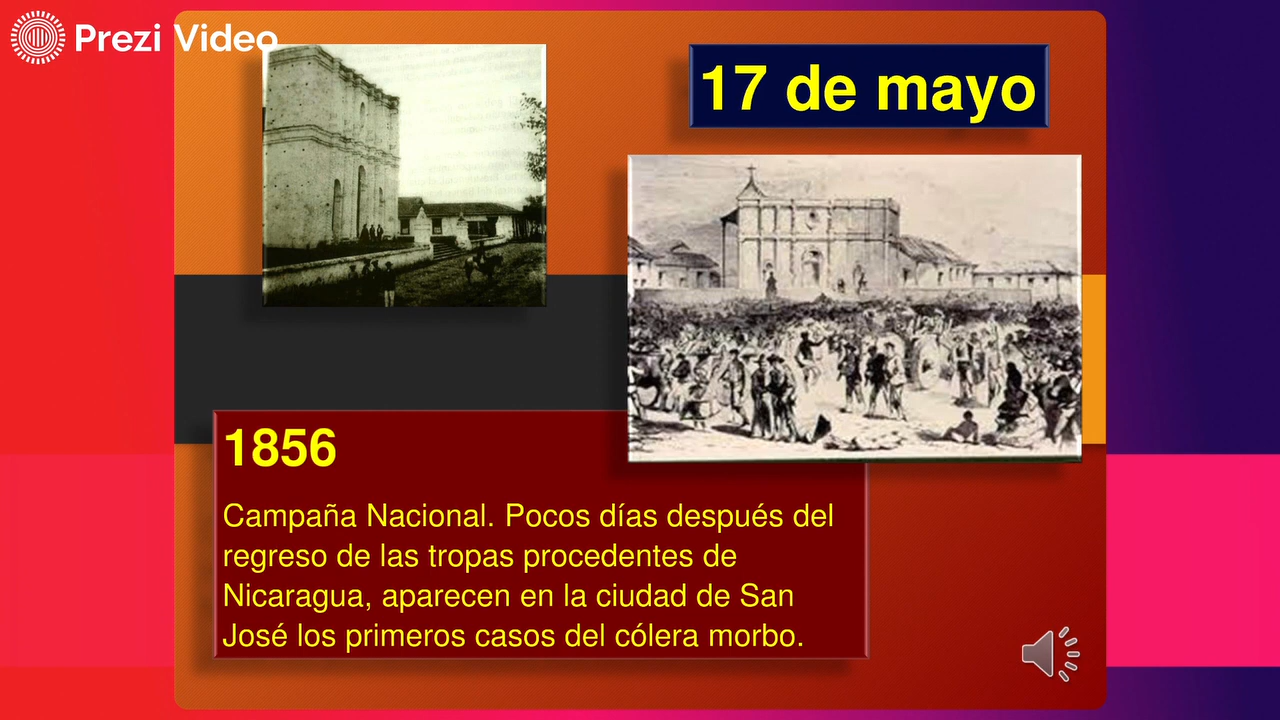 Prezi Video
17 de mayo
1856
Campaña Nacional. Pocos días después del
regreso de las tropas procedentes de
Nicaragua, aparecen en la ciudad de San
José los primeros casos del cólera morbo.